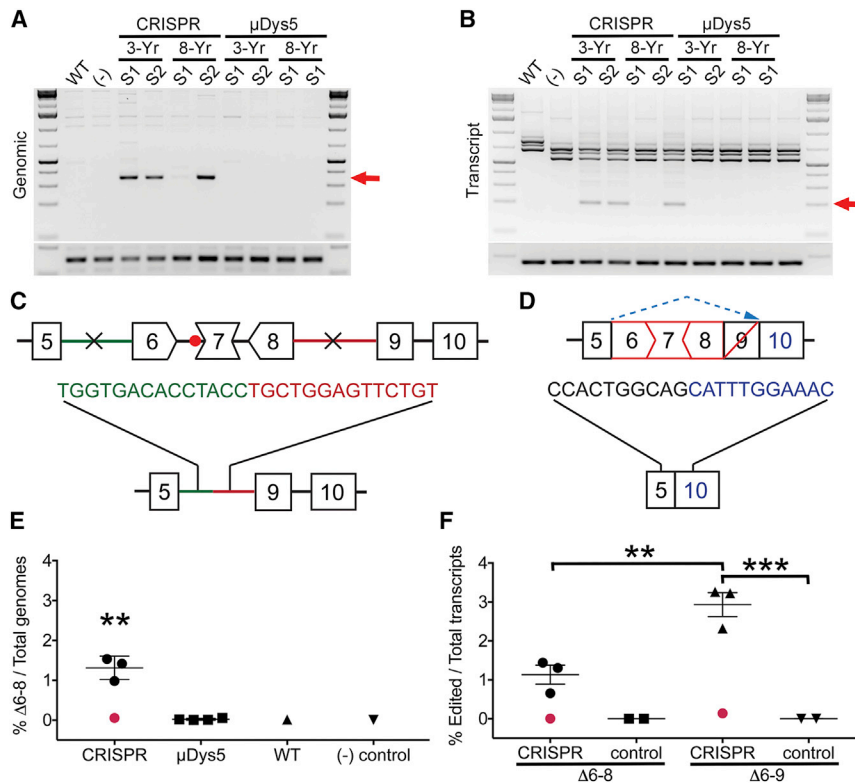 A
CRISPR μDys5
3-Yr 8-Yr 3-Yr 8-Yr
WT (-) S1 S2 S1 S2 S1 S2 S1 S1
Genomic
B
CRISPR μDys5
3-Yr 8-Yr 3-Yr 8-Yr
WT (-) S1 S2 S1 S2 S1 S2 S1 S1
Transcript
C
5 6 7 8 9 10
TGGTGACACCTACCTGCTGGAGTTCTGT
5 9 10
D
5 6 7 8 9 10
CCACTGGCAGCATTTGGAAAC
5 10
E
% Δ6-8 / Total genomes
4
3
2
1
0
**
CRISPR μDys5 WT (-) control
F
% Edited / Total transcripts
4
3
2
1
0
** ***
CRISPR control CRISPR control
Δ6-8 Δ6-9